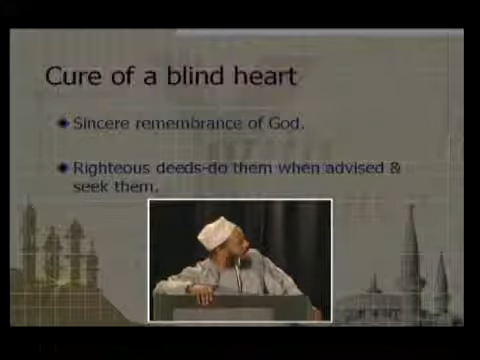 Cure of a blind heart
Sincere remembrance of God.
Righteous deeds-do them when advised &
seek them.